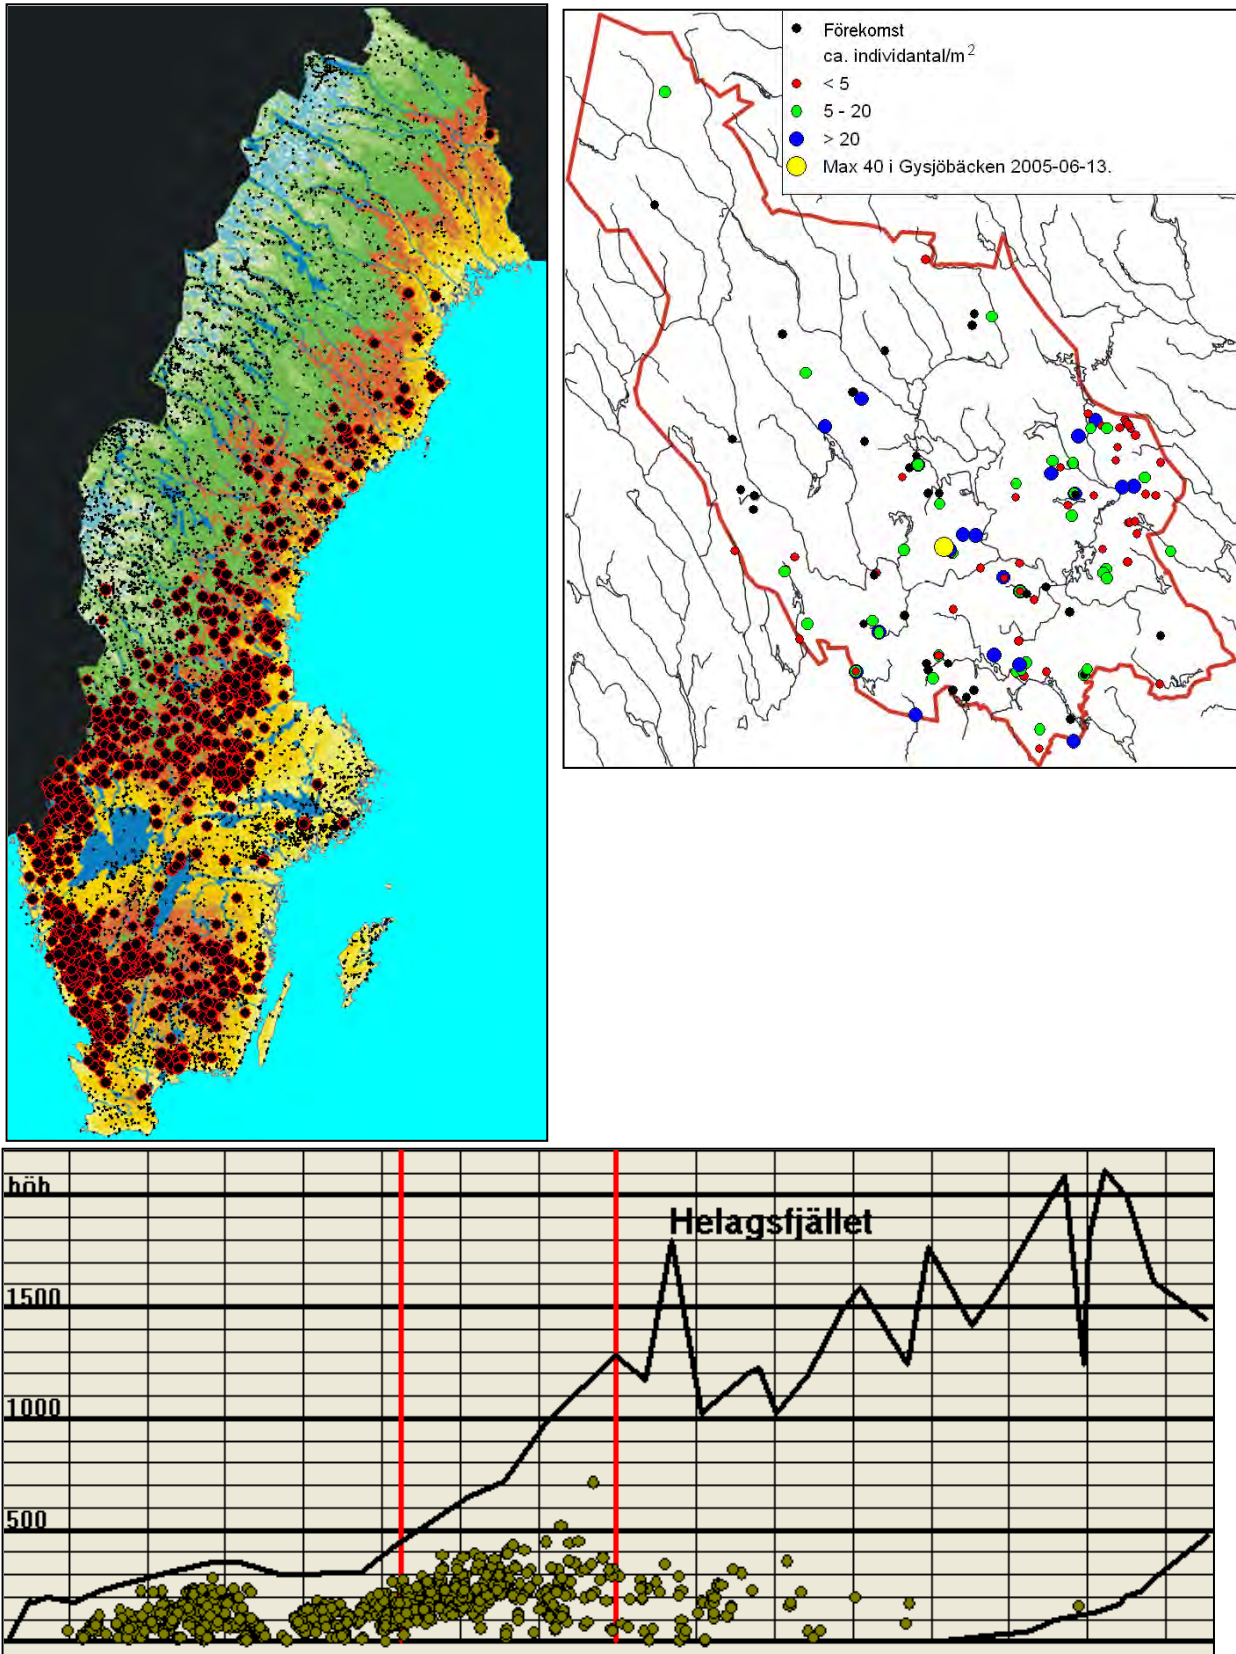 Förekomst
ca. individantal/m²
< 5
5 - 20
> 20
Max 40 i Gysjöbäcken 2005-06-13.
höh
Helagsfjället
1500
1000
500